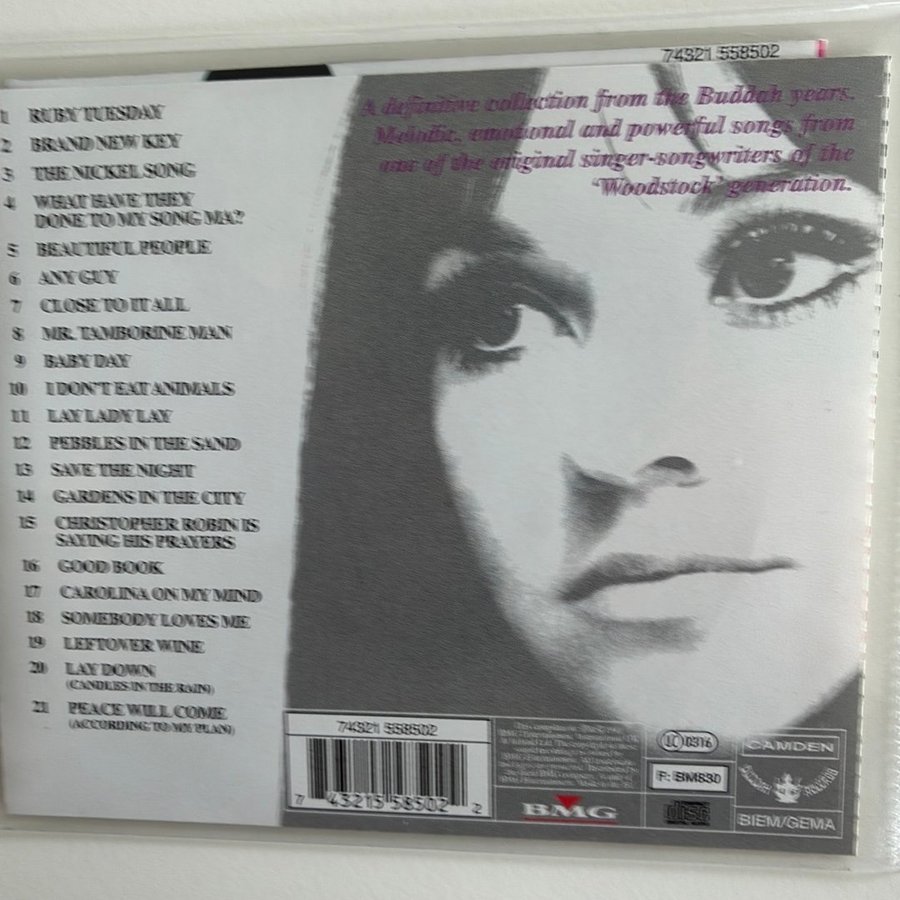 74321 558502
A definitive collection from the Buddah years.
Melodic, emotional and powerful songs from
one of the original singer-songwriters of the
'Woodstock' generation.
1 RUBY TUESDAY
2 BRAND NEW KEY
3 THE NICKEL SONG
4 WHAT HAVE THEY
DONE TO MY SONG MA?
5 BEAUTIFUL PEOPLE
6 ANY GUY
7 CLOSE TO IT ALL
8 MR. TAMBORINE MAN
9 BABY DAY
10 I DON'T EAT ANIMALS
11 LAY LADY LAY
12 PEBBLES IN THE SAND
13 SAVE THE NIGHT
14 GARDENS IN THE CITY
15 CHRISTOPHER ROBIN IS
SAYING HIS PRAYERS
16 GOOD BOOK
17 CAROLINA ON MY MIND
18 SOMEBODY LOVES ME
19 LEFTOVER WINE
20 LAY DOWN
(CANDLES IN THE RAIN)
21 PEACE WILL COME
(ACCORDING TO MY PLAN)
74321 558502
7 43215 58502 2
BMG
LC 0316
F: BM630
disc
CAMDEN
BUDDAH RECORDS
BIEM/GEMA